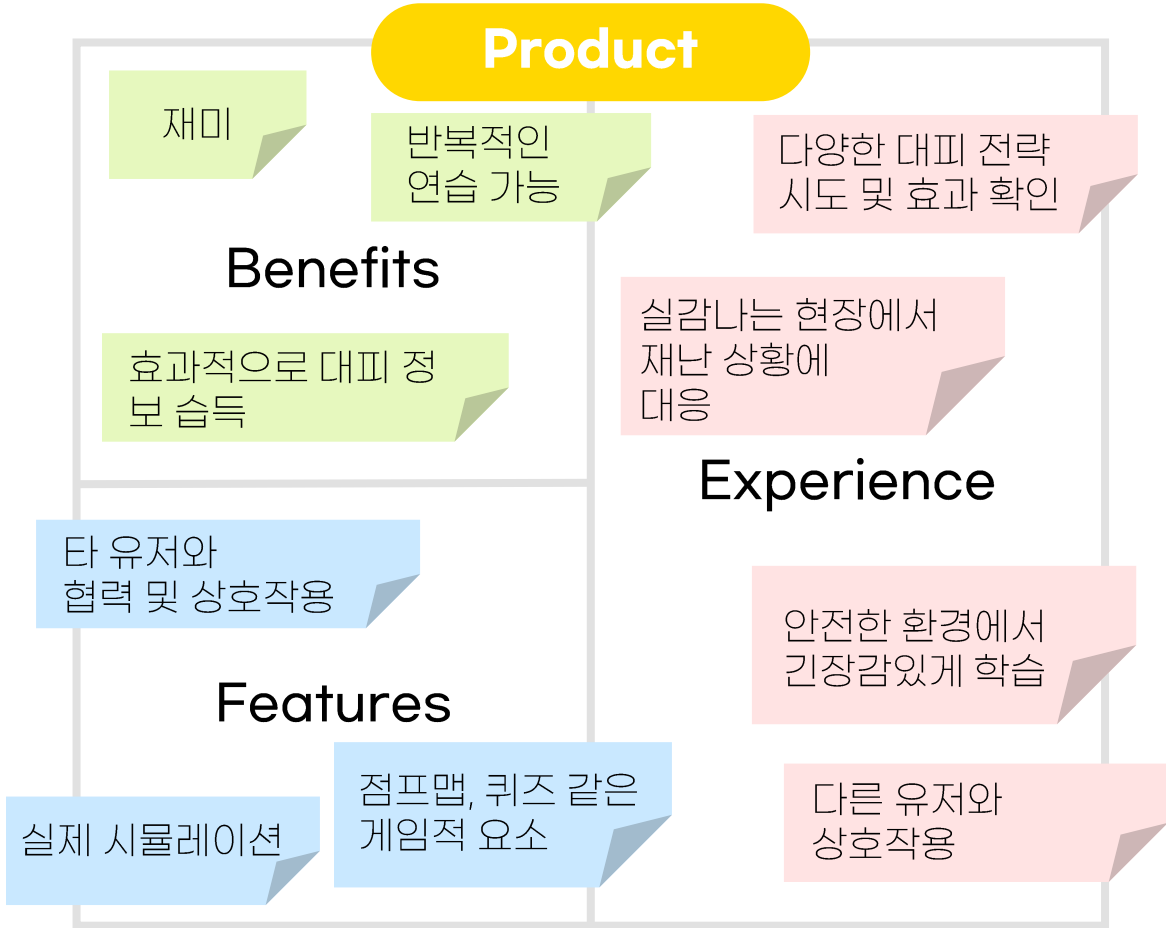 Product
재미
반복적인
연습 가능
Benefits
효과적으로 대피 정
보 습득
타 유저와
협력 및 상호작용
Features
실제 시뮬레이션
점프맵, 퀴즈 같은
게임적 요소
다양한 대피 전략
시도 및 효과 확인
실감나는 현장에서
재난 상황에
대응
Experience
안전한 환경에서
긴장감있게 학습
다른 유저와
상호작용